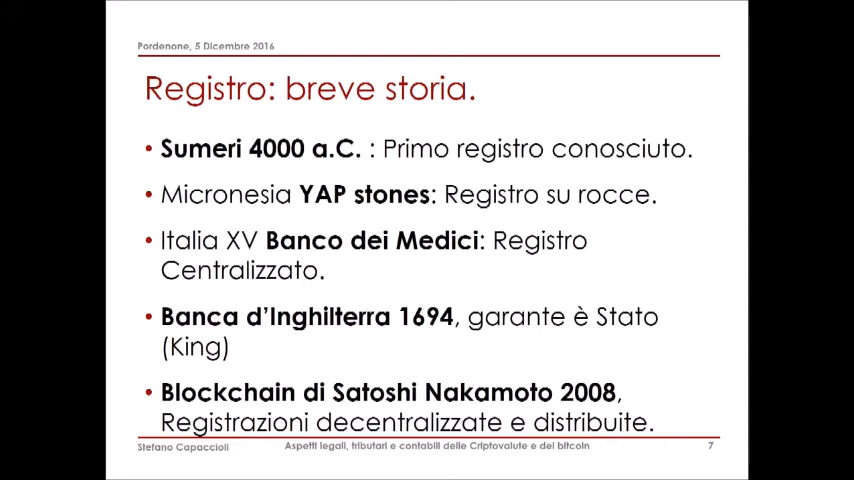 Pordenone, 5 Dicembre 2016
Registro: breve storia.
• Sumeri 4000 a.C. : Primo registro conosciuto.
• Micronesia YAP stones: Registro su rocce.
• Italia XV Banco dei Medici: Registro
Centralizzato.
• Banca d'Inghilterra 1694, garante è Stato
(King)
• Blockchain di Satoshi Nakamoto 2008,
Registrazioni decentralizzate e distribuite.
Stefano Capaccioli Aspetti legali, tributari e contabili delle Criptovalute e dei bitcoin 7